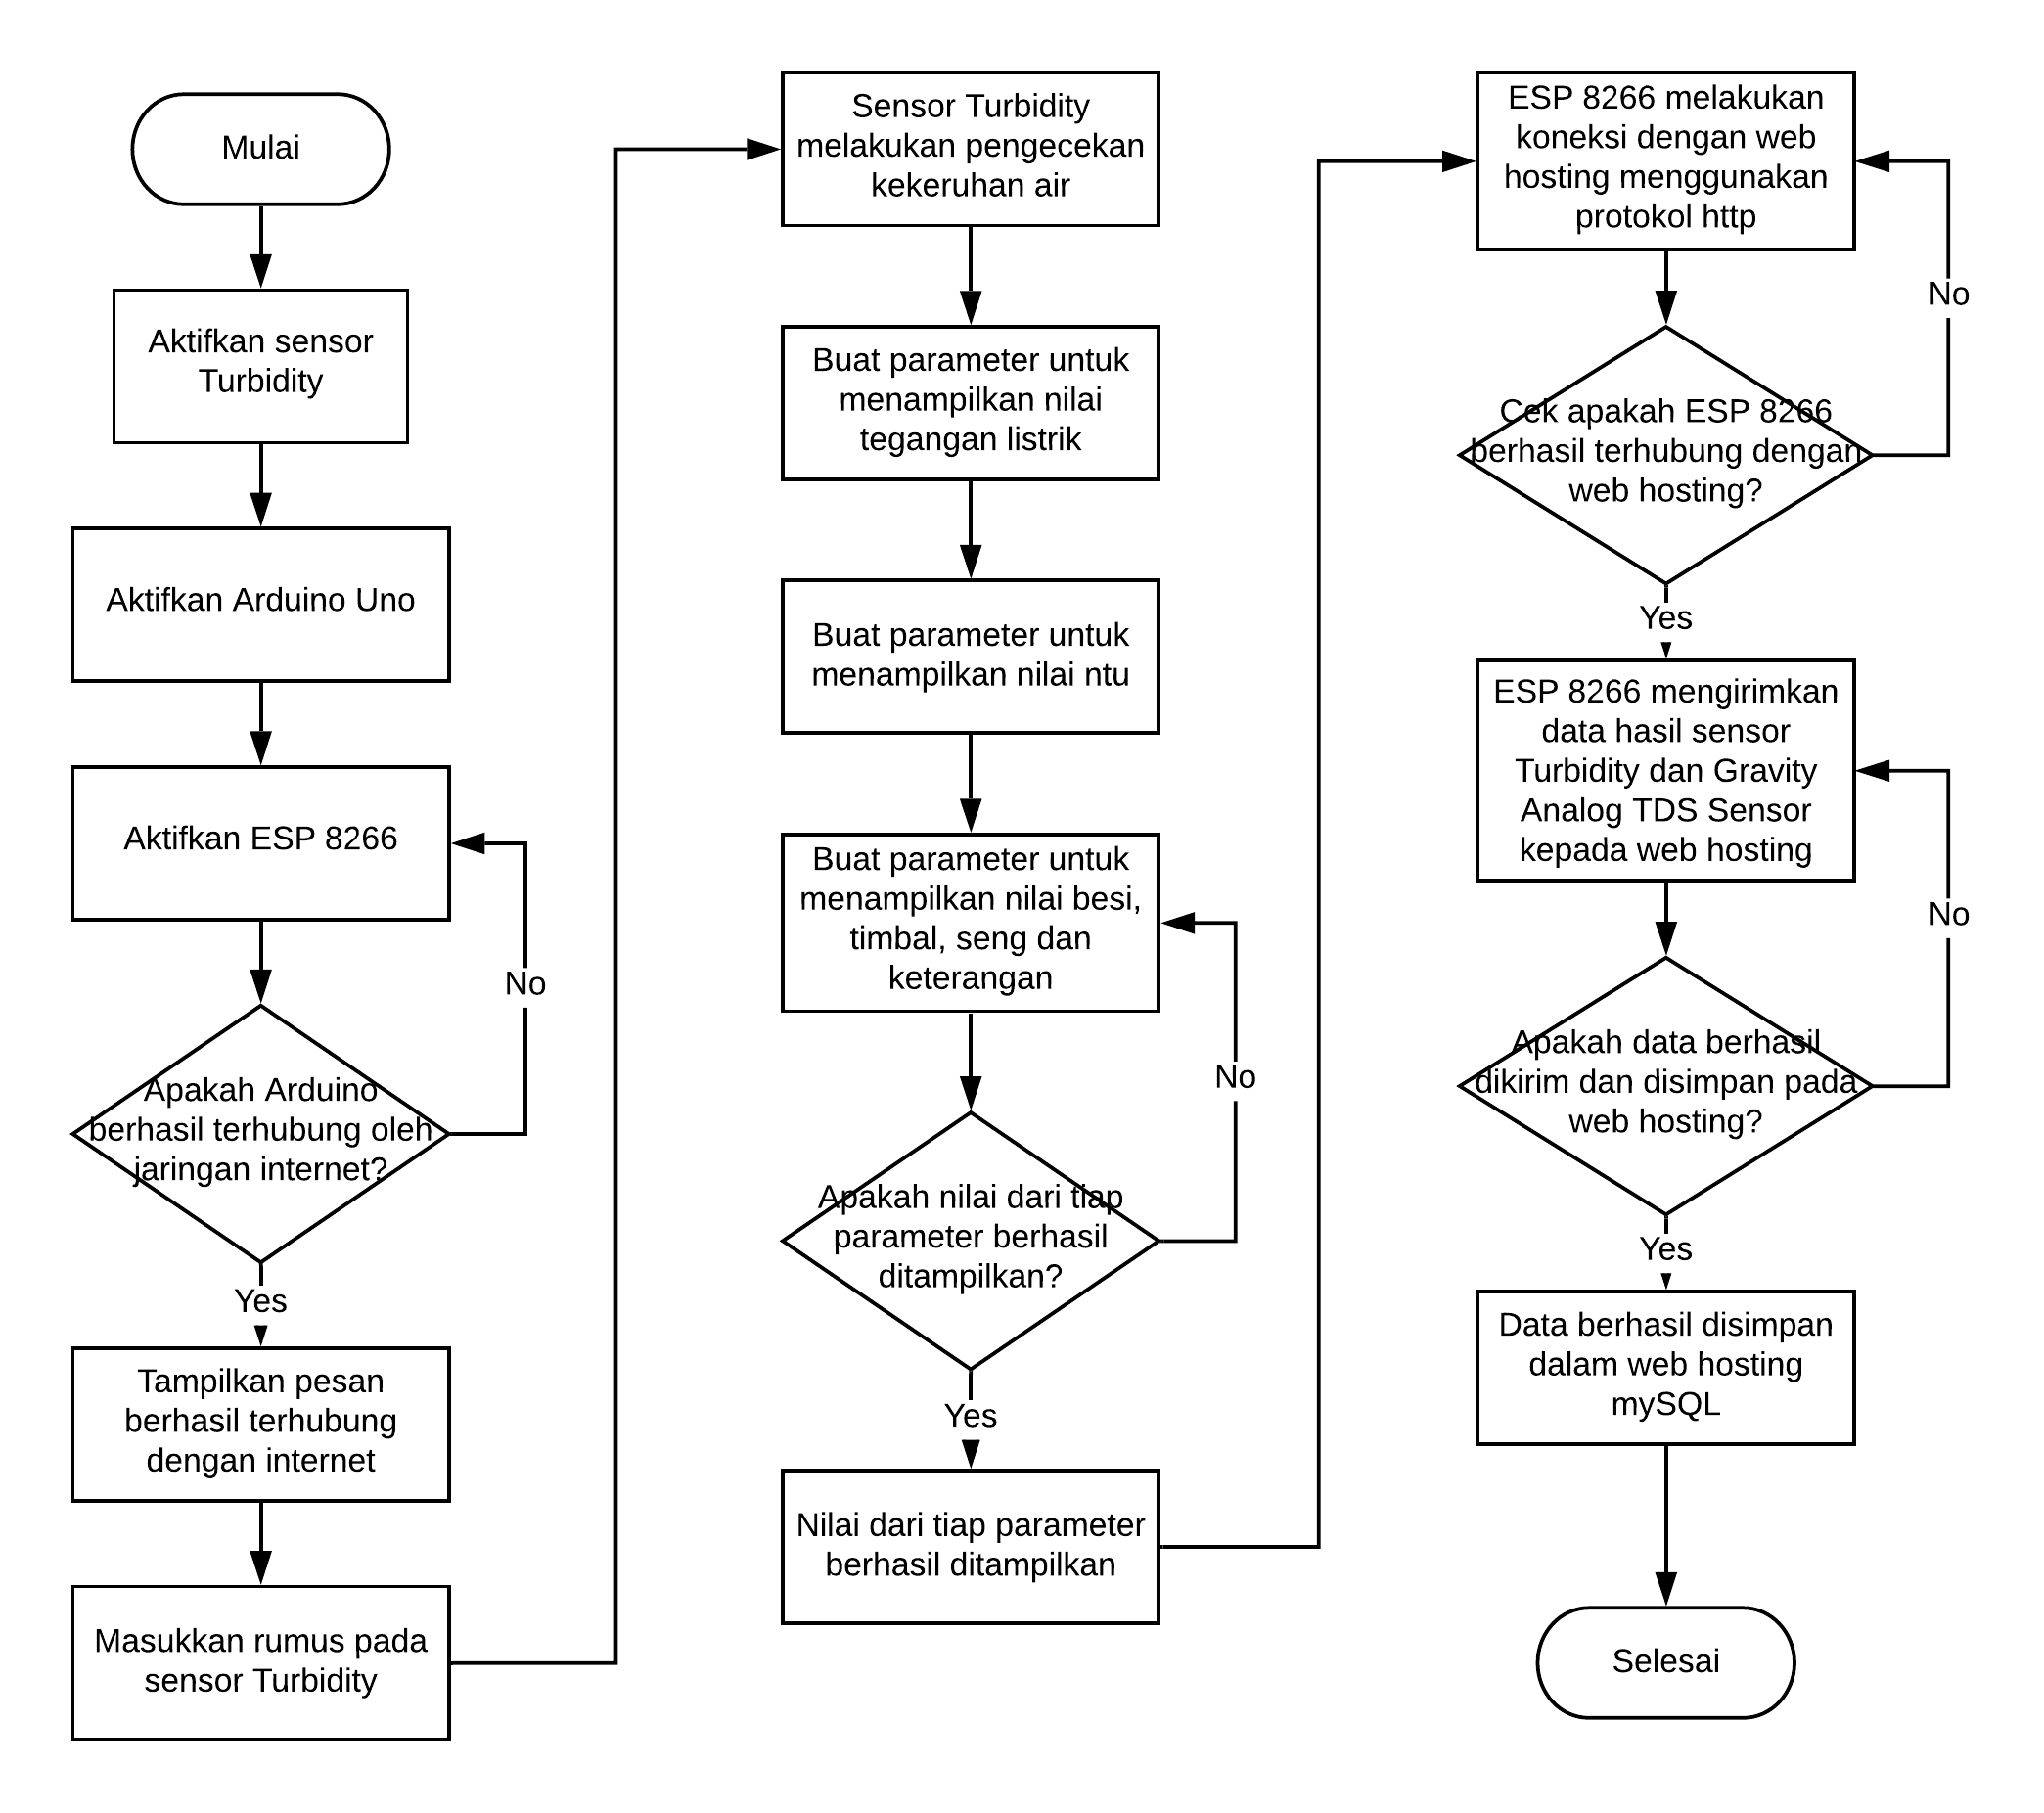 Mulai
Aktifkan sensor
Turbidity
Aktifkan Arduino Uno
Aktifkan ESP 8266
No
Apakah Arduino
berhasil terhubung oleh
jaringan internet?
Yes
Tampilkan pesan
berhasil terhubung
dengan internet
Masukkan rumus pada
sensor Turbidity
Sensor Turbidity
melakukan pengecekan
kekeruhan air
Buat parameter untuk
menampilkan nilai
tegangan listrik
Buat parameter untuk
menampilkan nilai ntu
Buat parameter untuk
menampilkan nilai besi,
timbal, seng dan
keterangan
No
Apakah nilai dari tiap
parameter berhasil
ditampilkan?
Yes
Nilai dari tiap parameter
berhasil ditampilkan
ESP 8266 melakukan
koneksi dengan web
hosting menggunakan
protokol http
No
Cek apakah ESP 8266
berhasil terhubung dengan
web hosting?
Yes
ESP 8266 mengirimkan
data hasil sensor
Turbidity dan Gravity
Analog TDS Sensor
kepada web hosting
No
Apakah data berhasil
dikirim dan disimpan pada
web hosting?
Yes
Data berhasil disimpan
dalam web hosting
mySQL
Selesai